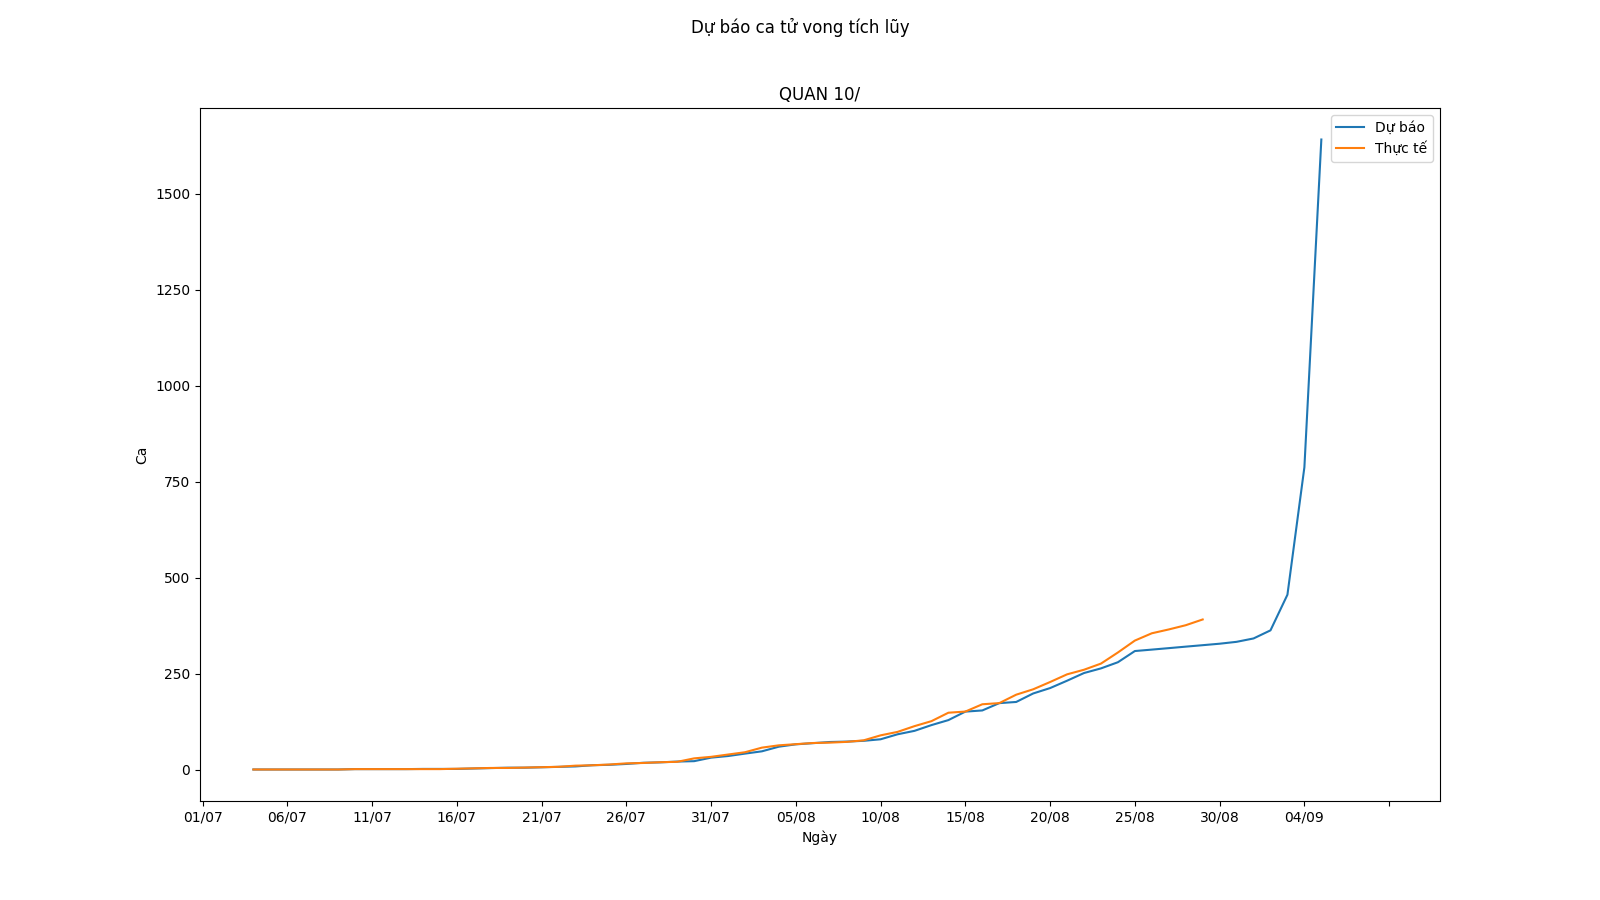 Dự báo ca tử vong tích lũy
QUAN 10/
Dự báo
Thực tế
1500
1250
1000
750
500
250
0
Ca
01/07 06/07 11/07 16/07 21/07 26/07 31/07 05/08 10/08 15/08 20/08 25/08 30/08 04/09
Ngày